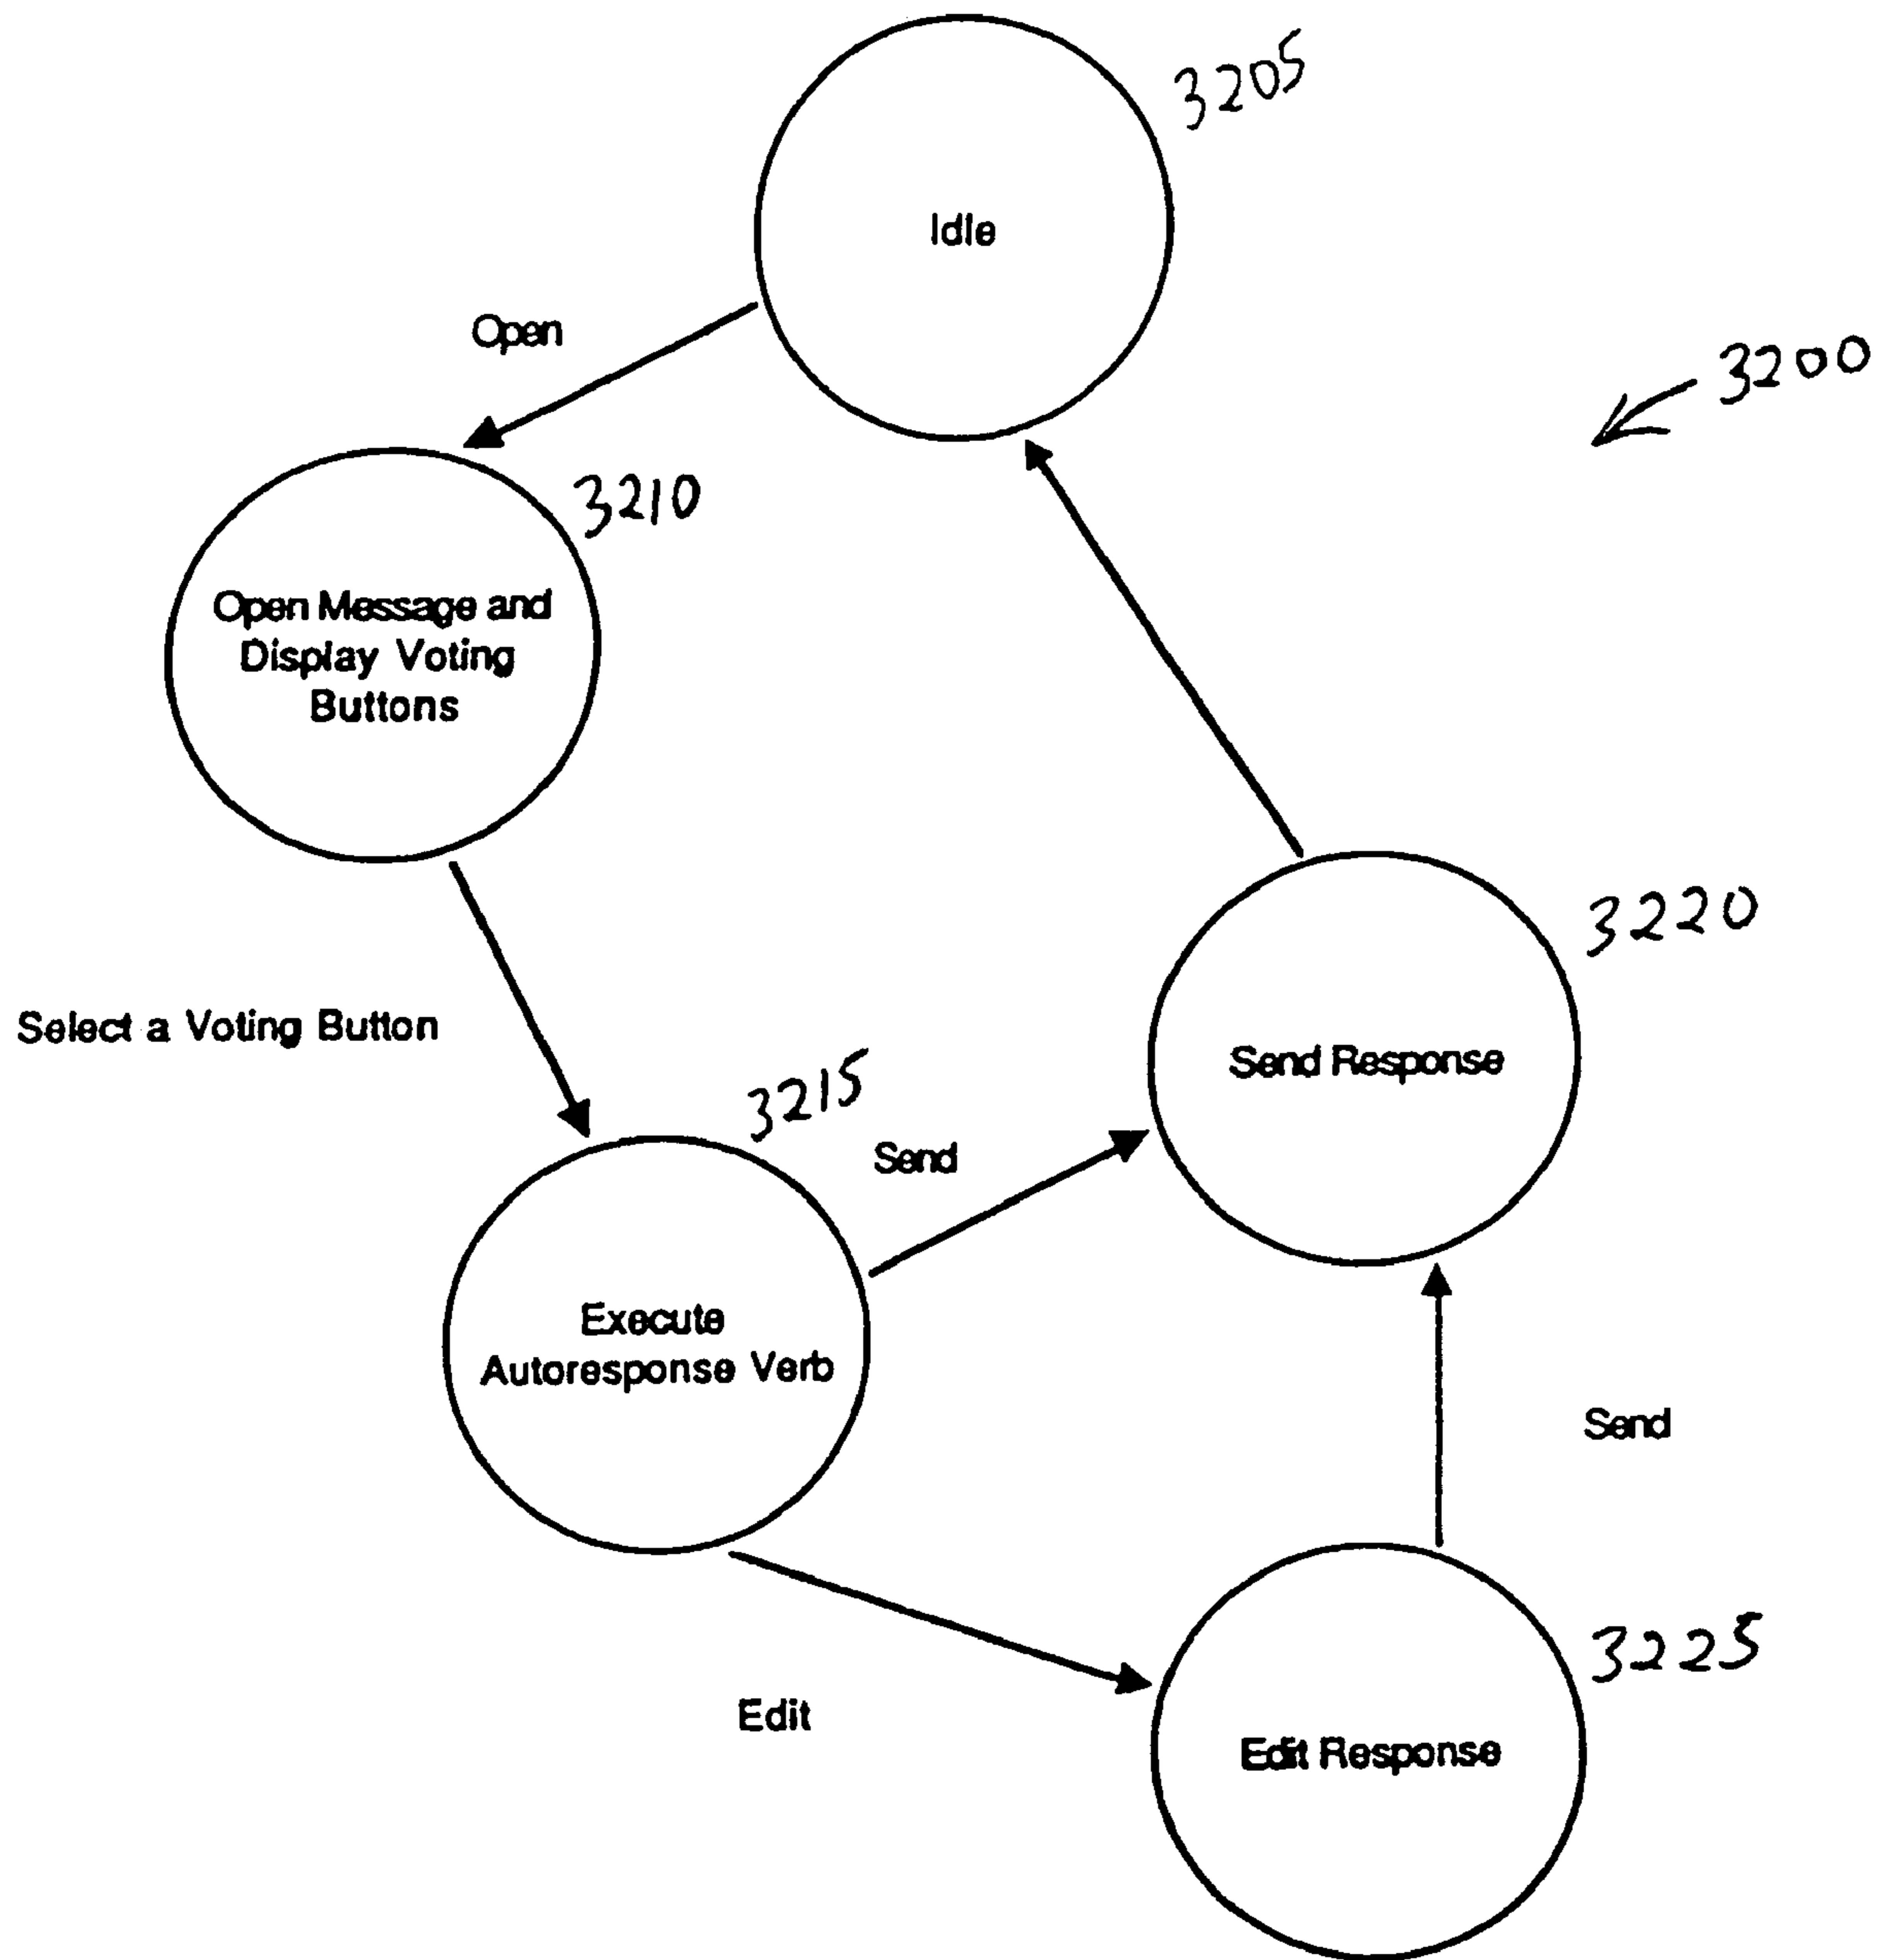 3205
Idle
Open
3200
3210
Open Message and
Display Voting
Buttons
3220
Select a Voting Button
Send Response
3215
Send
Execute
Autoresponse Verb
Send
3225
Edit
Edit Response